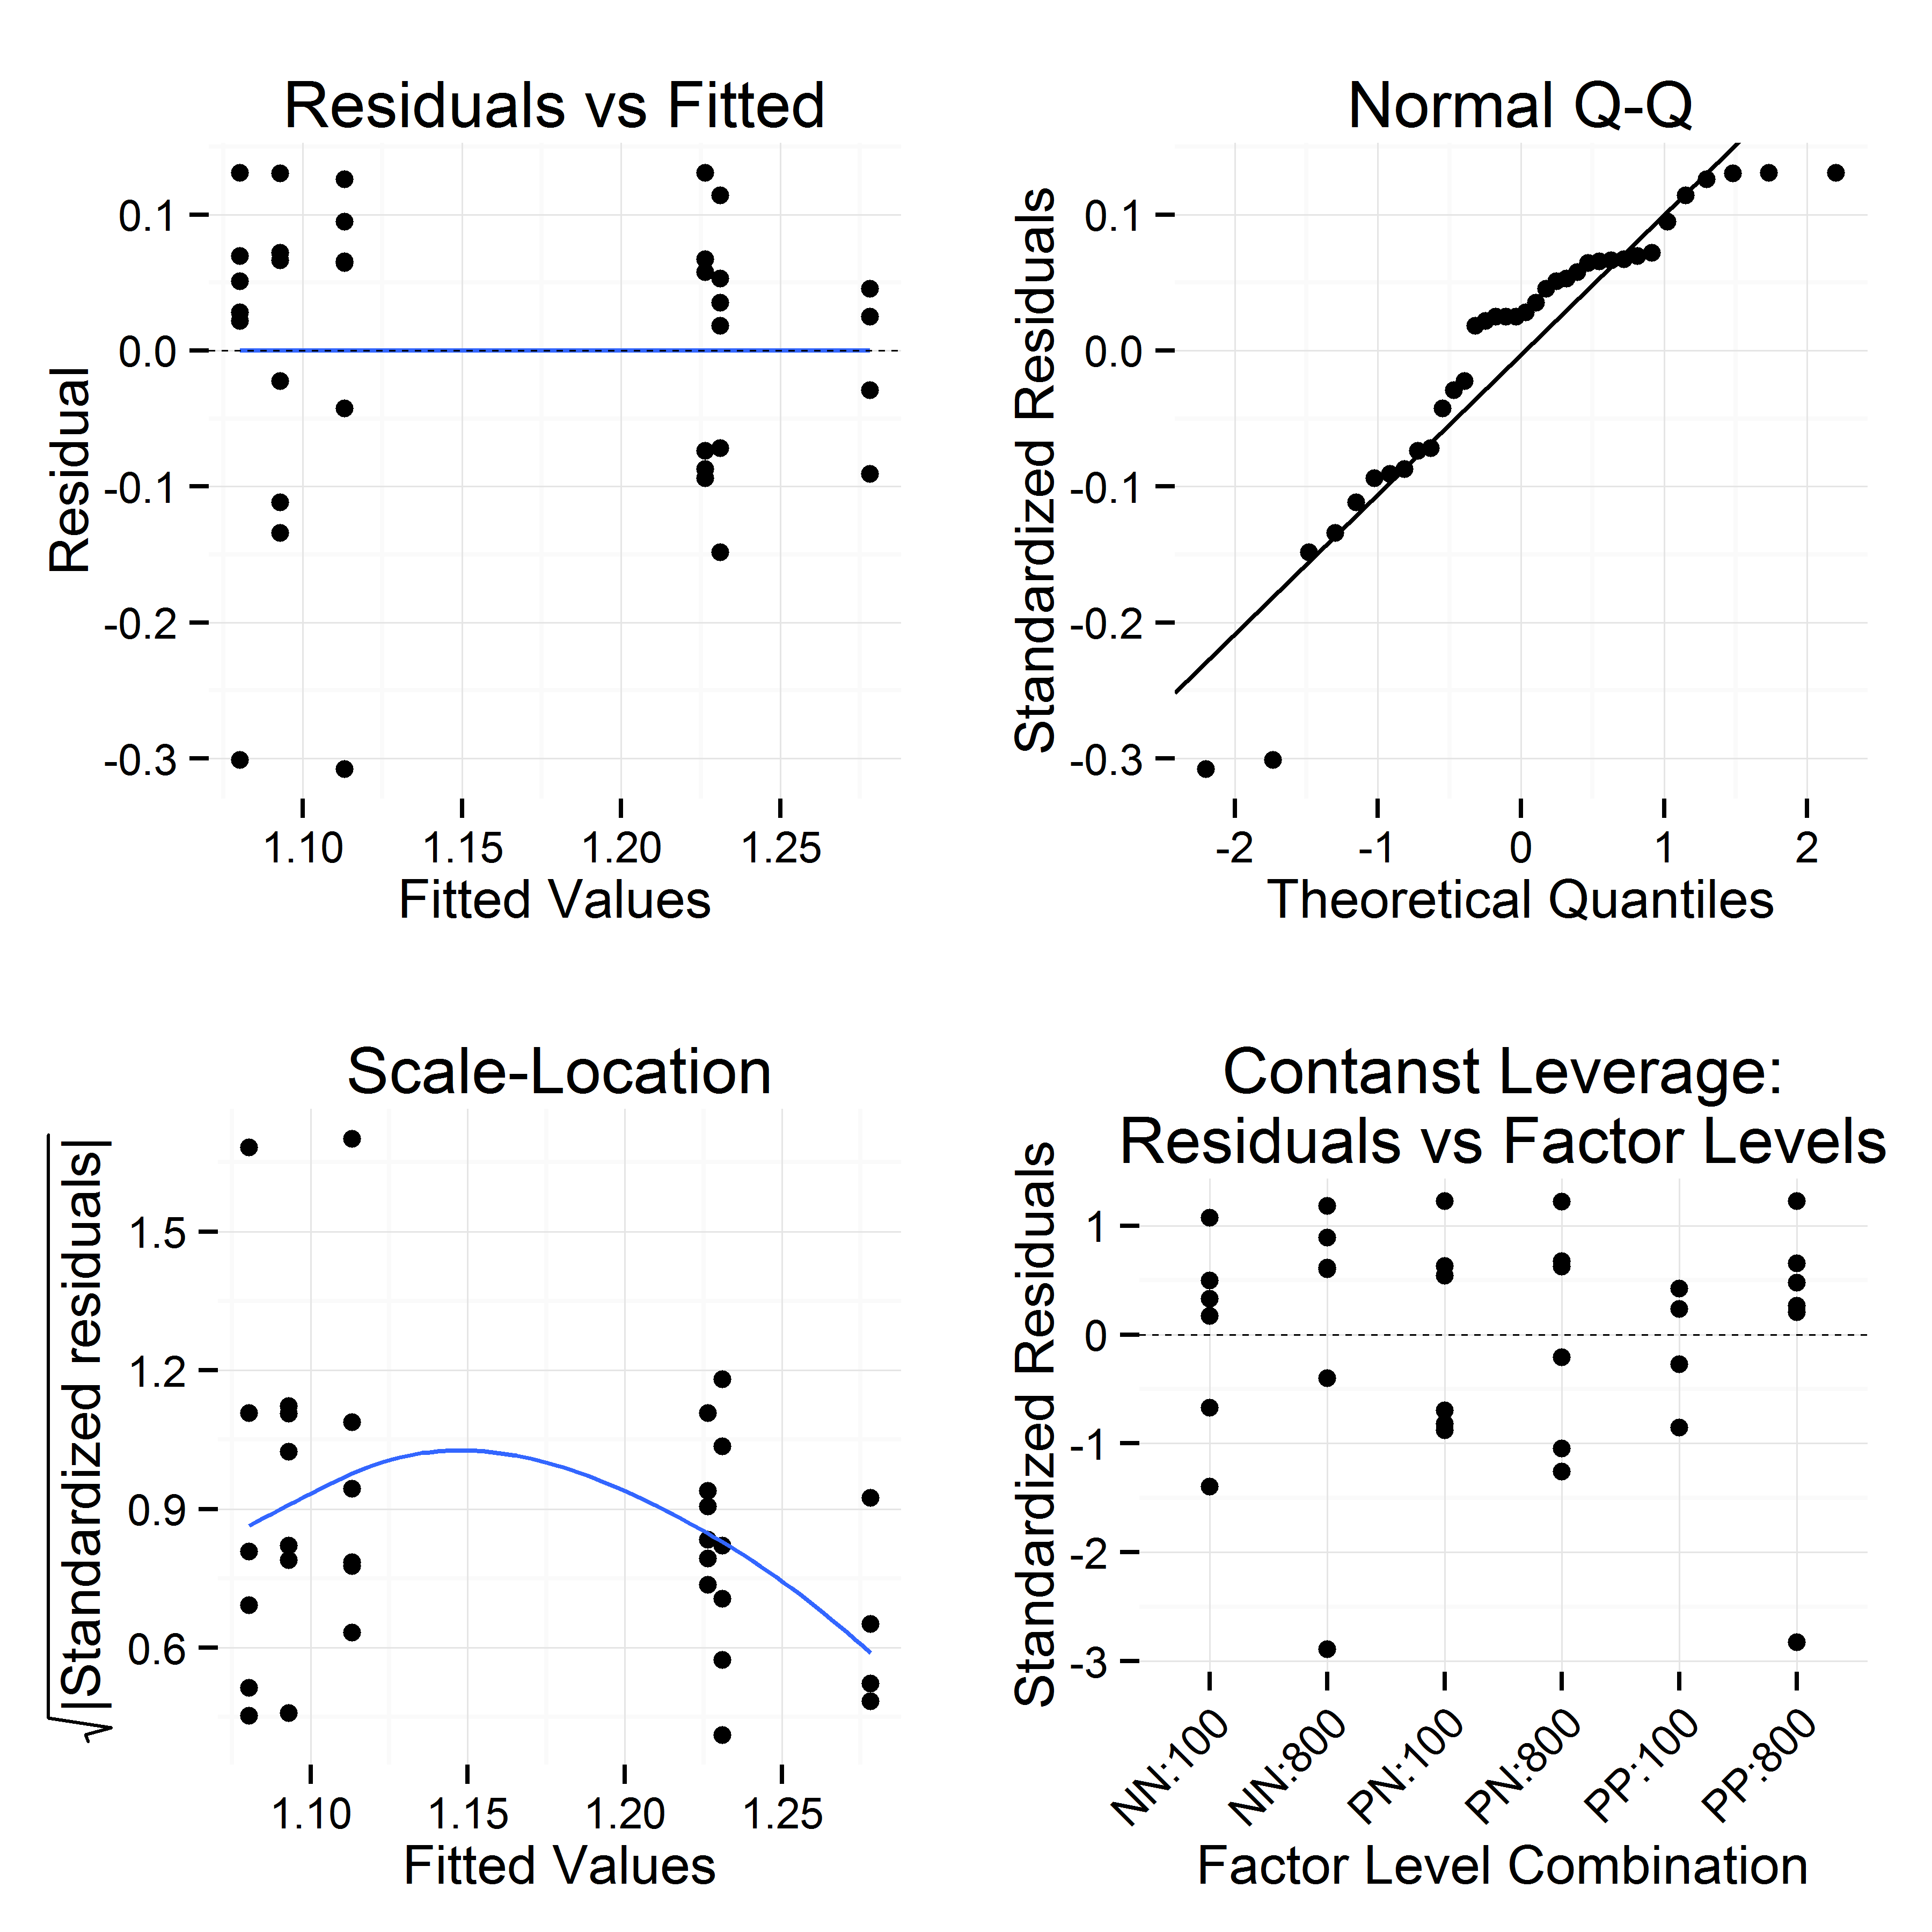 Residuals vs Fitted
Residual
0.1
0.0
-0.1
-0.2
-0.3
1.10 1.15 1.20 1.25
Fitted Values
Normal Q-Q
Standardized Residuals
0.1
0.0
-0.1
-0.2
-0.3
-2 -1 0 1 2
Theoretical Quantiles
Scale-Location
√|Standardized residuals|
1.5
1.2
0.9
0.6
1.10 1.15 1.20 1.25
Fitted Values
Contanst Leverage:
Residuals vs Factor Levels
Standardized Residuals
1
0
-1
-2
-3
NN:100 NN:800 PN:100 PN:800 PP:100 PP:800
Factor Level Combination